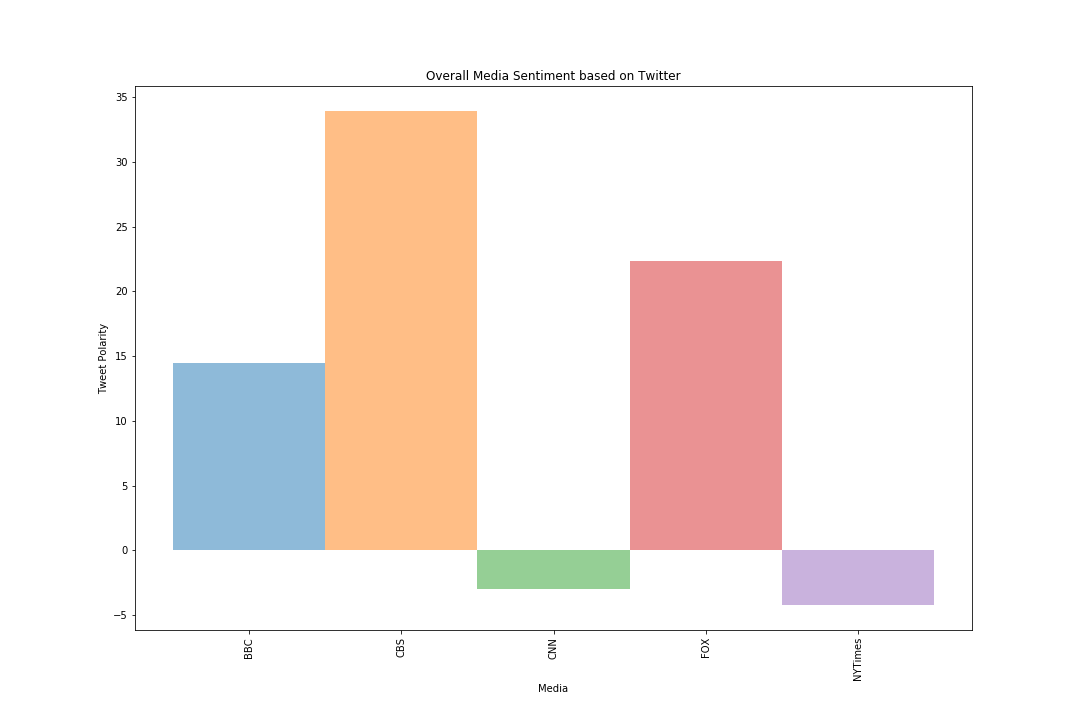 Overall Media Sentiment based on Twitter
35
30
25
20
15
10
5
0
−5
Tweet Polarity
BBC
CBS
CNN
FOX
NYTimes
Media